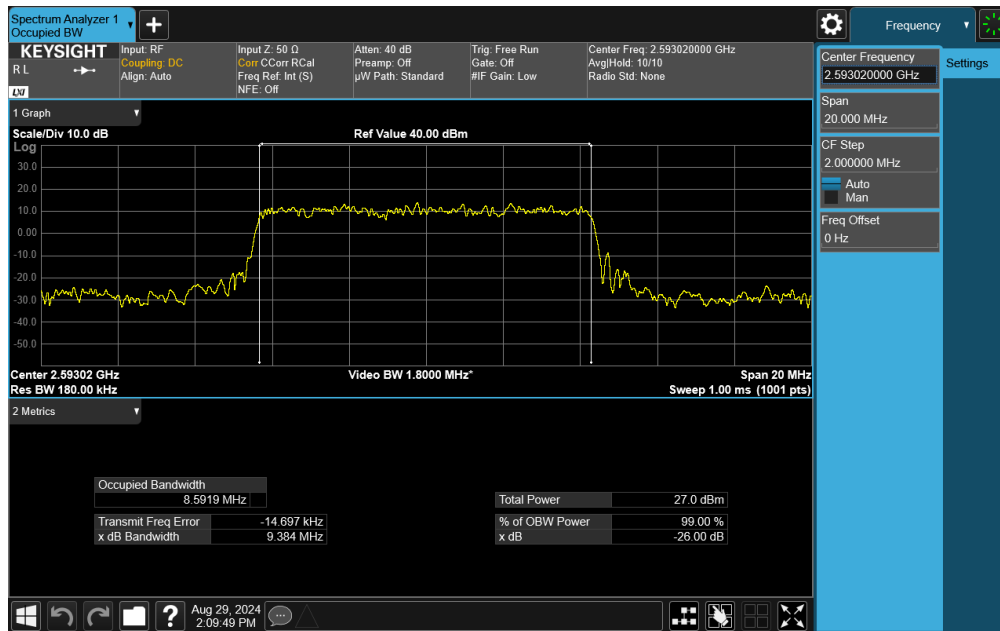 Spectrum Analyzer 1
Occupied BW
Frequency
KEYSIGHT
R L
LXI
Input: RF
Coupling: DC
Align: Auto
Input Z: 50 Ω
Corr CCorr RCal
Freq Ref: Int (S)
NFE: Off
Atten: 40 dB
Preamp: Off
µW Path: Standard
Trig: Free Run
Gate: Off
#IF Gain: Low
Center Freq: 2.593020000 GHz
Avg|Hold: 10/10
Radio Std: None
Center Frequency
2.593020000 GHz
Settings
Span
20.000 MHz
CF Step
2.000000 MHz
Auto
Man
Freq Offset
0 Hz
1 Graph
Scale/Div 10.0 dB
Ref Value 40.00 dBm
Log
30.0
20.0
10.0
0.00
-10.0
-20.0
-30.0
-40.0
-50.0
Center 2.59302 GHz
Video BW 1.8000 MHz*
Span 20 MHz
Res BW 180.00 kHz
Sweep 1.00 ms (1001 pts)
2 Metrics
Occupied Bandwidth
8.5919 MHz
Total Power 27.0 dBm
Transmit Freq Error -14.697 kHz
% of OBW Power 99.00 %
x dB Bandwidth 9.384 MHz
x dB -26.00 dB
?
Aug 29, 2024
2:09:49 PM